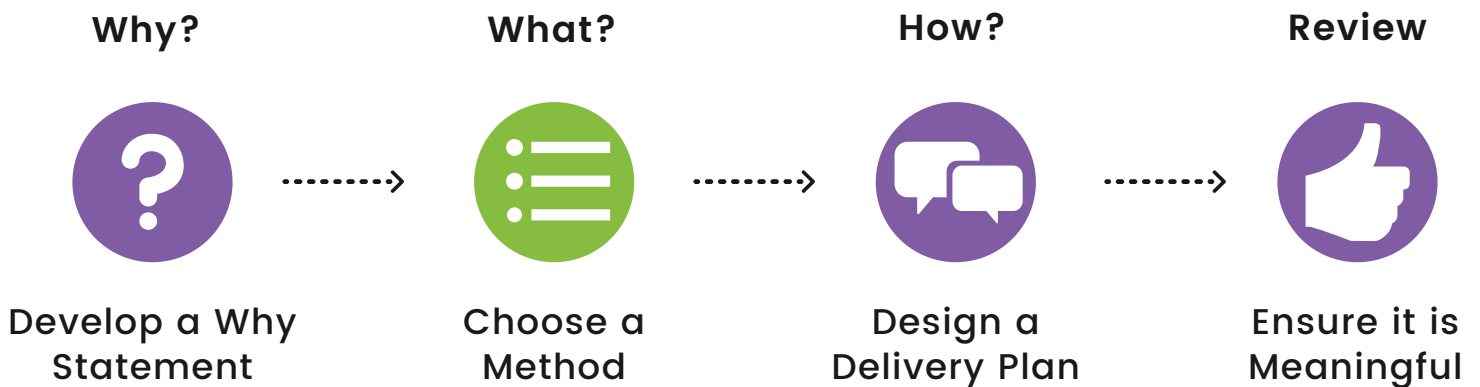 Why?
What?
How?
Review
Develop a Why
Statement
Choose a
Method
Design a
Delivery Plan
Ensure it is
Meaningful